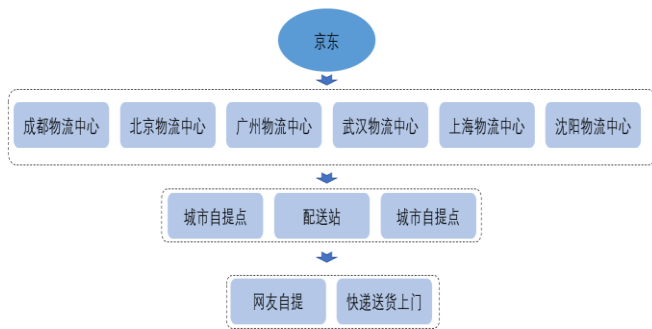 京东
成都物流中心
北京物流中心
广州物流中心
武汉物流中心
上海物流中心
沈阳物流中心
城市自提点
配送站
城市自提点
网友自提
快递送货上门